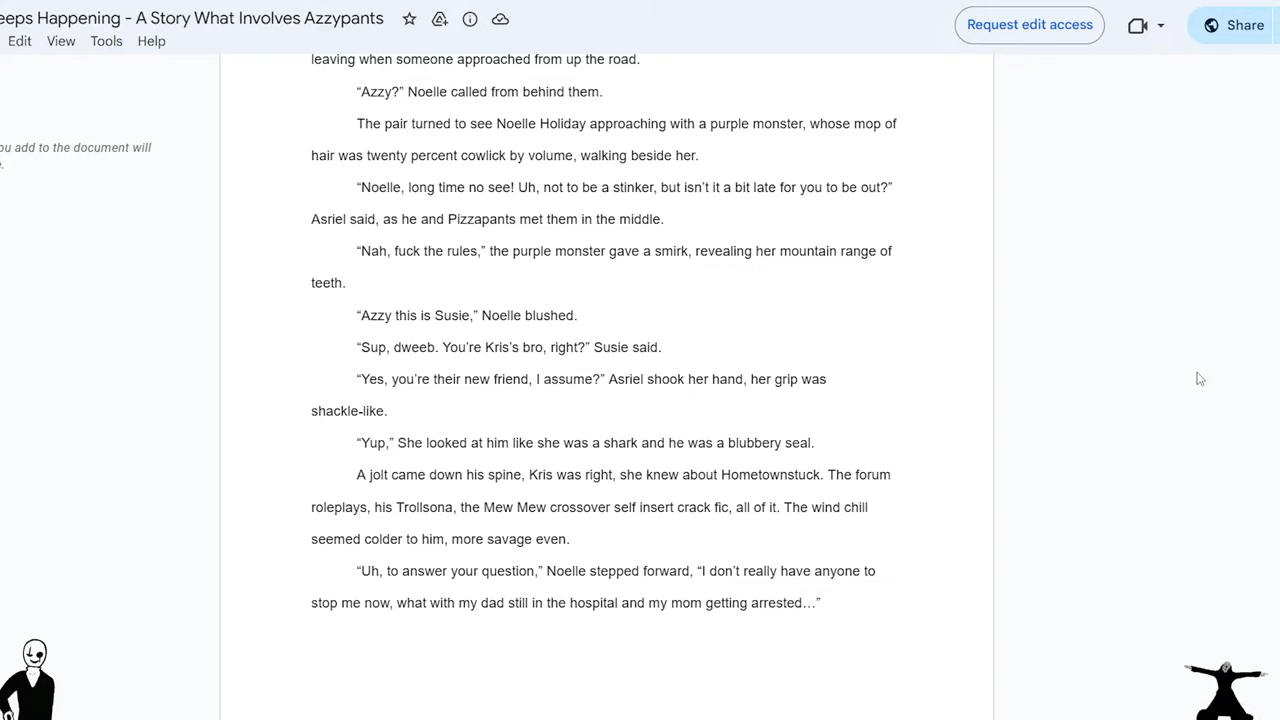 eeps Happening - A Story What Involves Azzypants
Request edit access
Share
Edit View Tools Help
leaving when someone approached from up the road.
“Azzy?” Noelle called from behind them.
The pair turned to see Noelle Holiday approaching with a purple monster, whose mop of
ou add to the document will
hair was twenty percent cowlick by volume, walking beside her.
e.
“Noelle, long time no see! Uh, not to be a stinker, but isn’t it a bit late for you to be out?”
Asriel said, as he and Pizzapants met them in the middle.
“Nah, fuck the rules,” the purple monster gave a smirk, revealing her mountain range of
teeth.
“Azzy this is Susie,” Noelle blushed.
“Sup, dweeb. You’re Kris’s bro, right?” Susie said.
“Yes, you’re their new friend, I assume?” Asriel shook her hand, her grip was
shackle-like.
“Yup,” She looked at him like she was a shark and he was a blubbery seal.
A jolt came down his spine, Kris was right, she knew about Hometownstuck. The forum
roleplays, his Trollsona, the Mew Mew crossover self insert crack fic, all of it. The wind chill
seemed colder to him, more savage even.
“Uh, to answer your question,” Noelle stepped forward, “I don’t really have anyone to
stop me now, what with my dad still in the hospital and my mom getting arrested…”